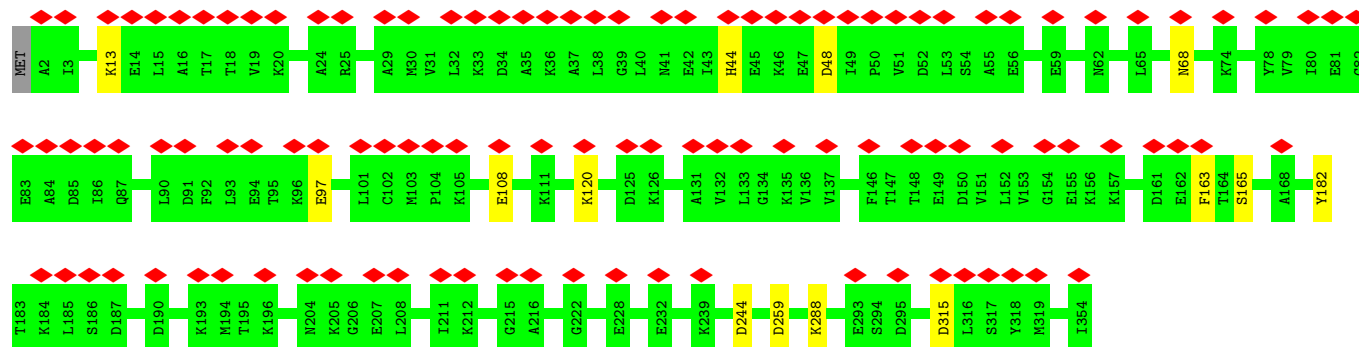 MET A2 I3 K13 E14 L15 A16 T17 T18 V19 K20 A24 R25 A29 M30 V31 L32 K33 D34 A35 K36 A37 L38 G39 L40 N41 E42 I43 H44 E45 K46 E47 D48 I49 P50 V51 D52 L53 S54 A55 E56 E59 N62 L65 N68 K74 Y78 V79 I80 E81 G82
E83 A84 D85 I86 Q87 L90 D91 F92 L93 E94 T95 K96 E97 L101 C102 M103 P104 K105 E108 K111 K120 D125 K126 A131 V132 L133 G134 K135 V136 V137 F146 T147 T148 E149 D150 V151 L152 V153 G154 E155 K156 K157 D161 E162 F163 T164 S165 A168 Y182
T183 K184 L185 S186 D187 D190 K193 M194 T195 K196 N204 K205 G206 E207 L208 I211 K212 G215 A216 G222 E228 E232 K239 D244 D259 K288 E293 S294 D295 D315 L316 S317 Y318 M319 I354